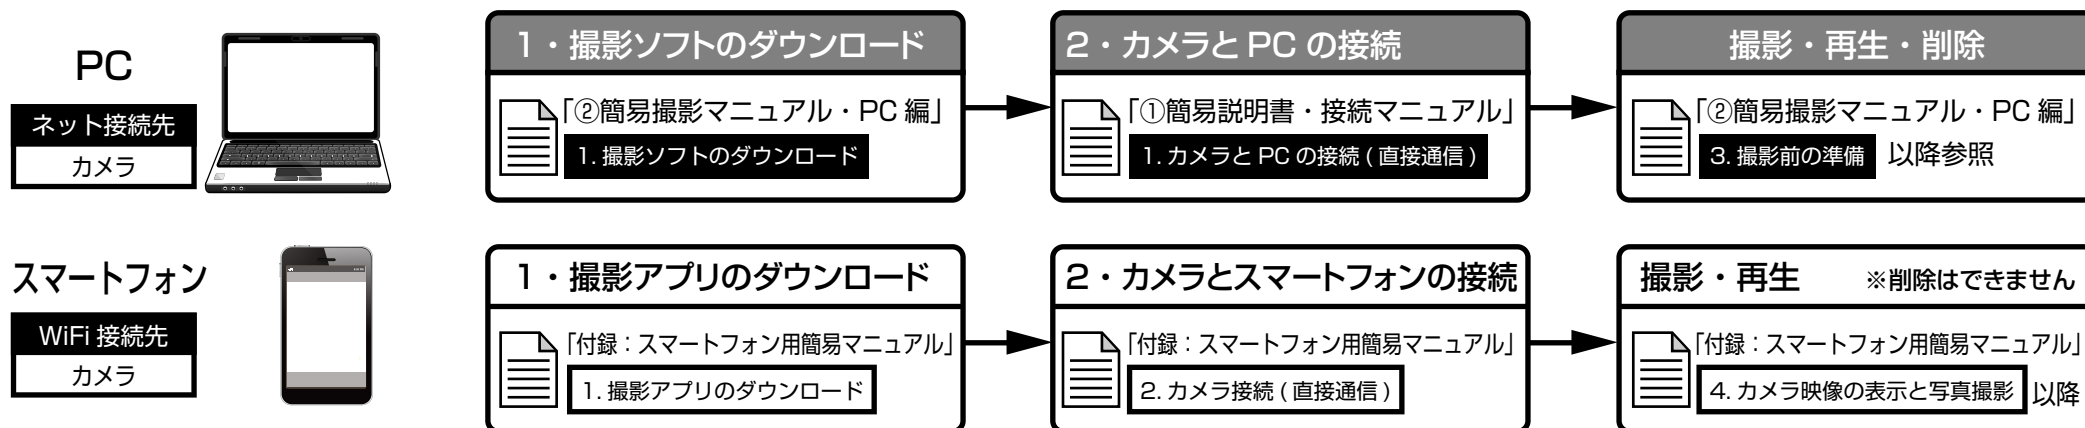 PC
ネット接続先
カメラ
1・撮影ソフトのダウンロード
「②簡易撮影マニュアル・PC 編」
1. 撮影ソフトのダウンロード
2・カメラと PC の接続
「①簡易説明書・接続マニュアル」
1. カメラと PC の接続 ( 直接通信 )
撮影・再生・削除
「②簡易撮影マニュアル・PC 編」
3. 撮影前の準備 以降参照
スマートフォン
WiFi 接続先
カメラ
1・撮影アプリのダウンロード
「付録：スマートフォン用簡易マニュアル」
1. 撮影アプリのダウンロード
2・カメラとスマートフォンの接続
「付録：スマートフォン用簡易マニュアル」
2. カメラ接続 ( 直接通信 )
撮影・再生 ※削除はできません
「付録：スマートフォン用簡易マニュアル」
4. カメラ映像の表示と写真撮影 以降